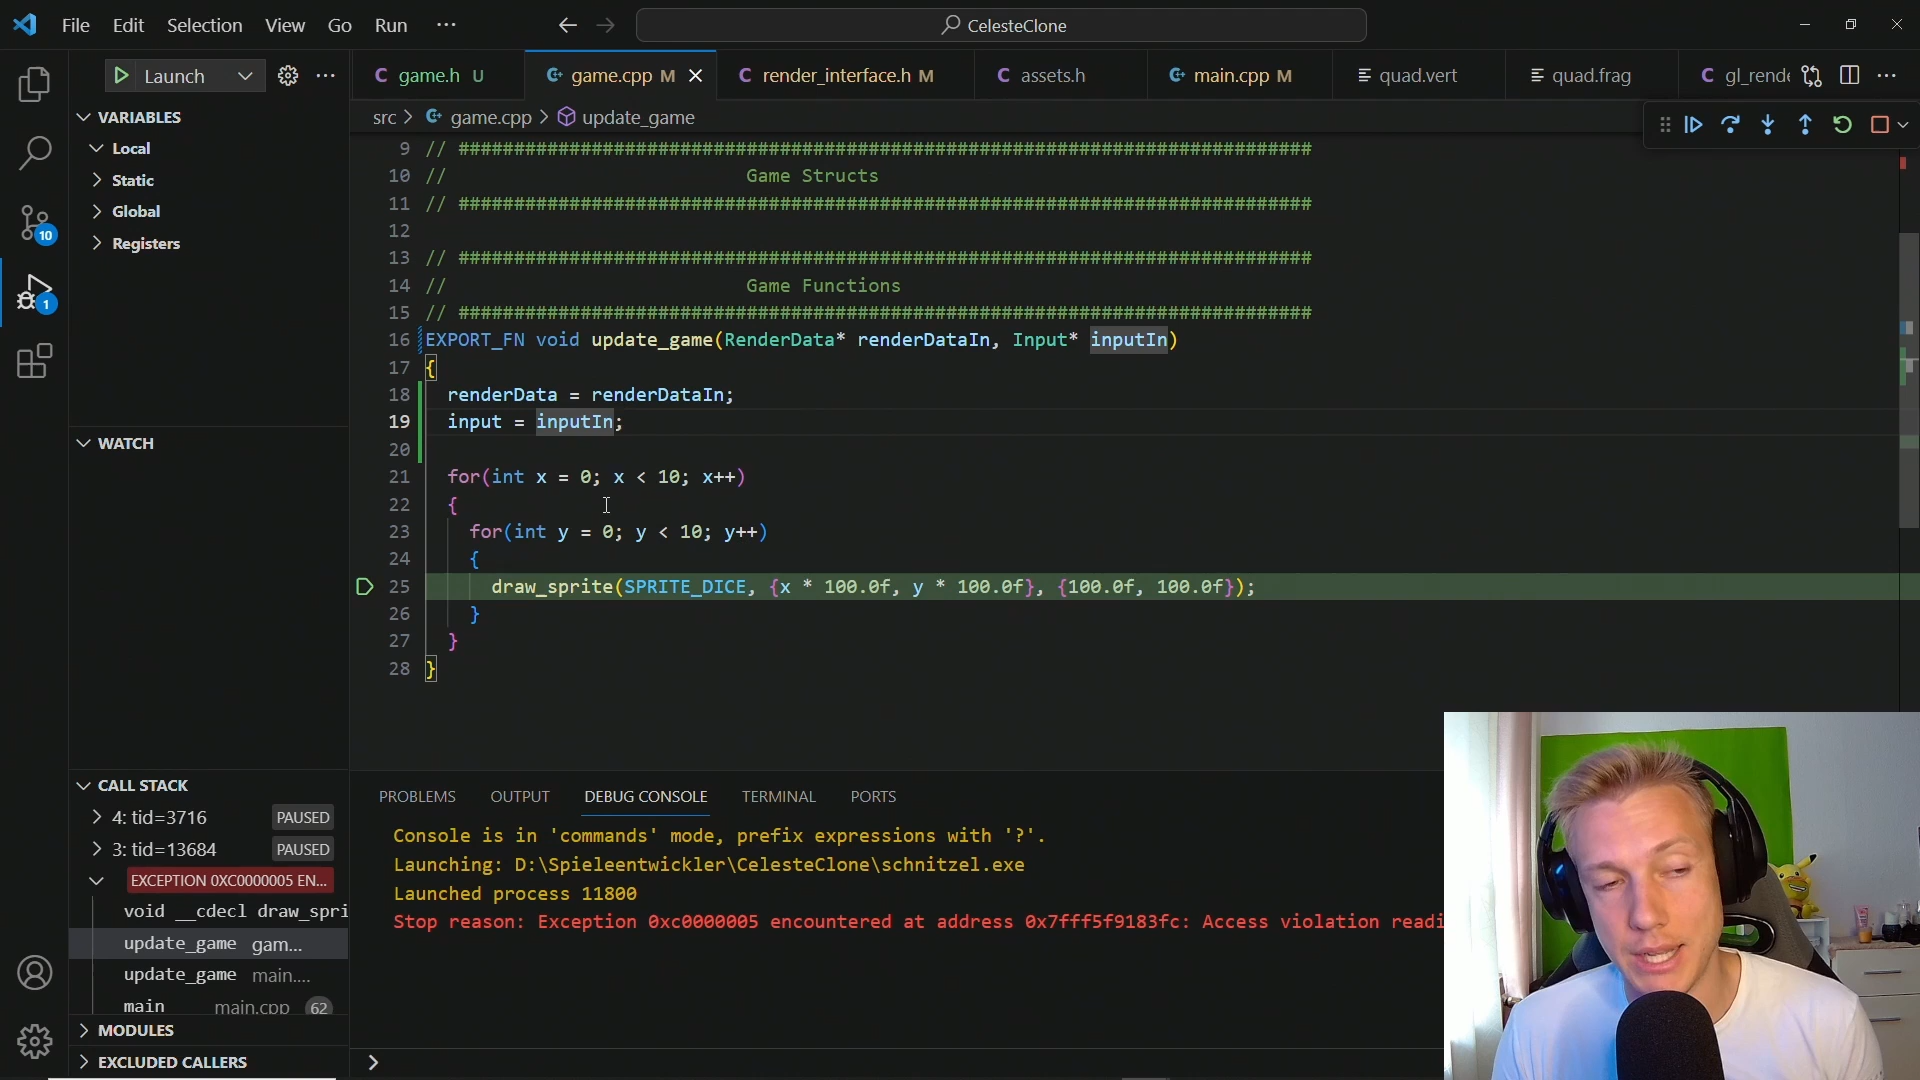 File Edit Selection View Go Run ···
CelesteClone
Launch
game.h U
game.cpp M
render_interface.h M
assets.h
main.cpp M
quad.vert
quad.frag
gl_rende
src > game.cpp > update_game
VARIABLES
Local
Static
Global
Registers
WATCH
CALL STACK
4: tid=3716 PAUSED
3: tid=13684 PAUSED
EXCEPTION 0XC0000005 EN...
void __cdecl draw_spri
update_game gam...
update_game main....
main main.cpp 62
MODULES
EXCLUDED CALLERS
10
1
9 // #############################################################################
10 // Game Structs
11 // #############################################################################
12
13 // #############################################################################
14 // Game Functions
15 // #############################################################################
16 EXPORT_FN void update_game(RenderData* renderDataIn, Input* inputIn)
17 {
18 renderData = renderDataIn;
19 input = inputIn;
20
21 for(int x = 0; x < 10; x++)
22 {
23 for(int y = 0; y < 10; y++)
24 {
25 draw_sprite(SPRITE_DICE, {x * 100.0f, y * 100.0f}, {100.0f, 100.0f});
26 }
27 }
28 }
PROBLEMS OUTPUT DEBUG CONSOLE TERMINAL PORTS
Console is in 'commands' mode, prefix expressions with '?'.
Launching: D:\Spieleentwickler\CelesteClone\schnitzel.exe
Launched process 11800
Stop reason: Exception 0xc0000005 encountered at address 0x7fff5f9183fc: Access violation readi